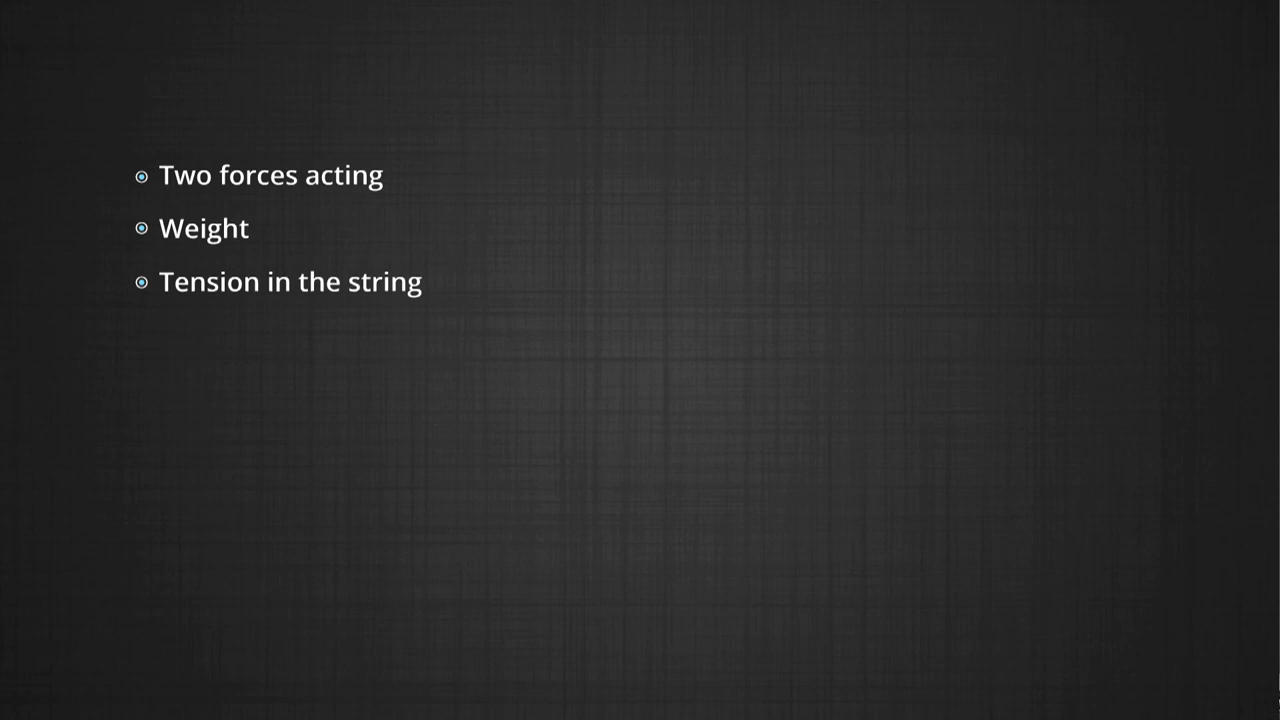 Two forces acting
Weight
Tension in the string